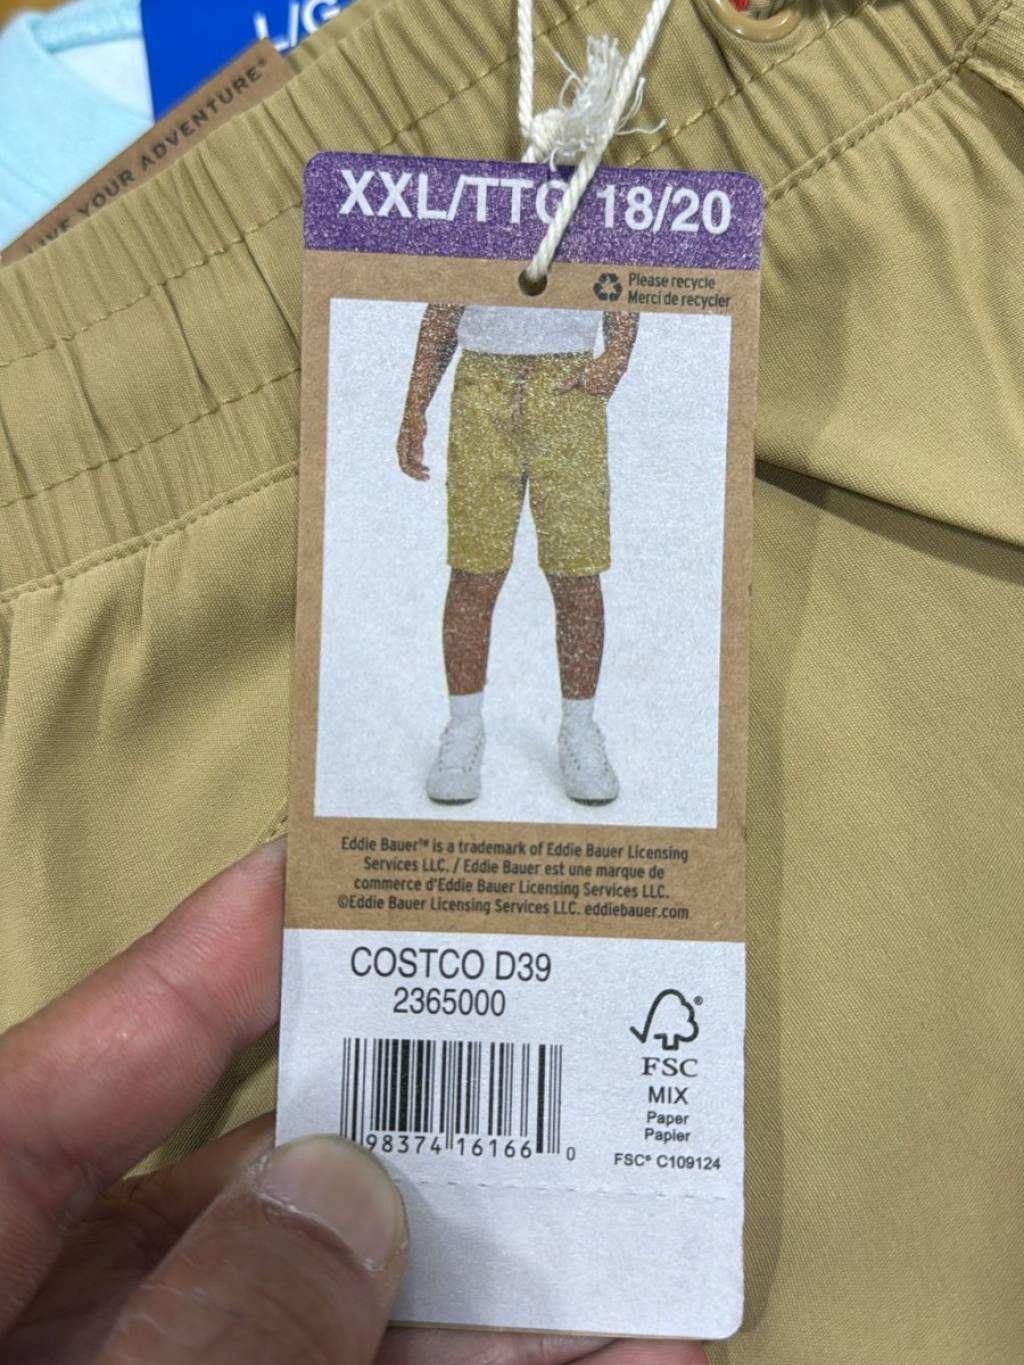 L/G
LIVE YOUR ADVENTURE®
XXL/TTG 18/20
Please recycle
Merci de recycler
Eddie Bauer™ is a trademark of Eddie Bauer Licensing
Services LLC. / Eddie Bauer est une marque de
commerce d'Eddie Bauer Licensing Services LLC.
©Eddie Bauer Licensing Services LLC. eddiebauer.com
COSTCO D39
2365000
98374 16166 0
FSC®
MIX
Paper
Papier
FSC® C109124